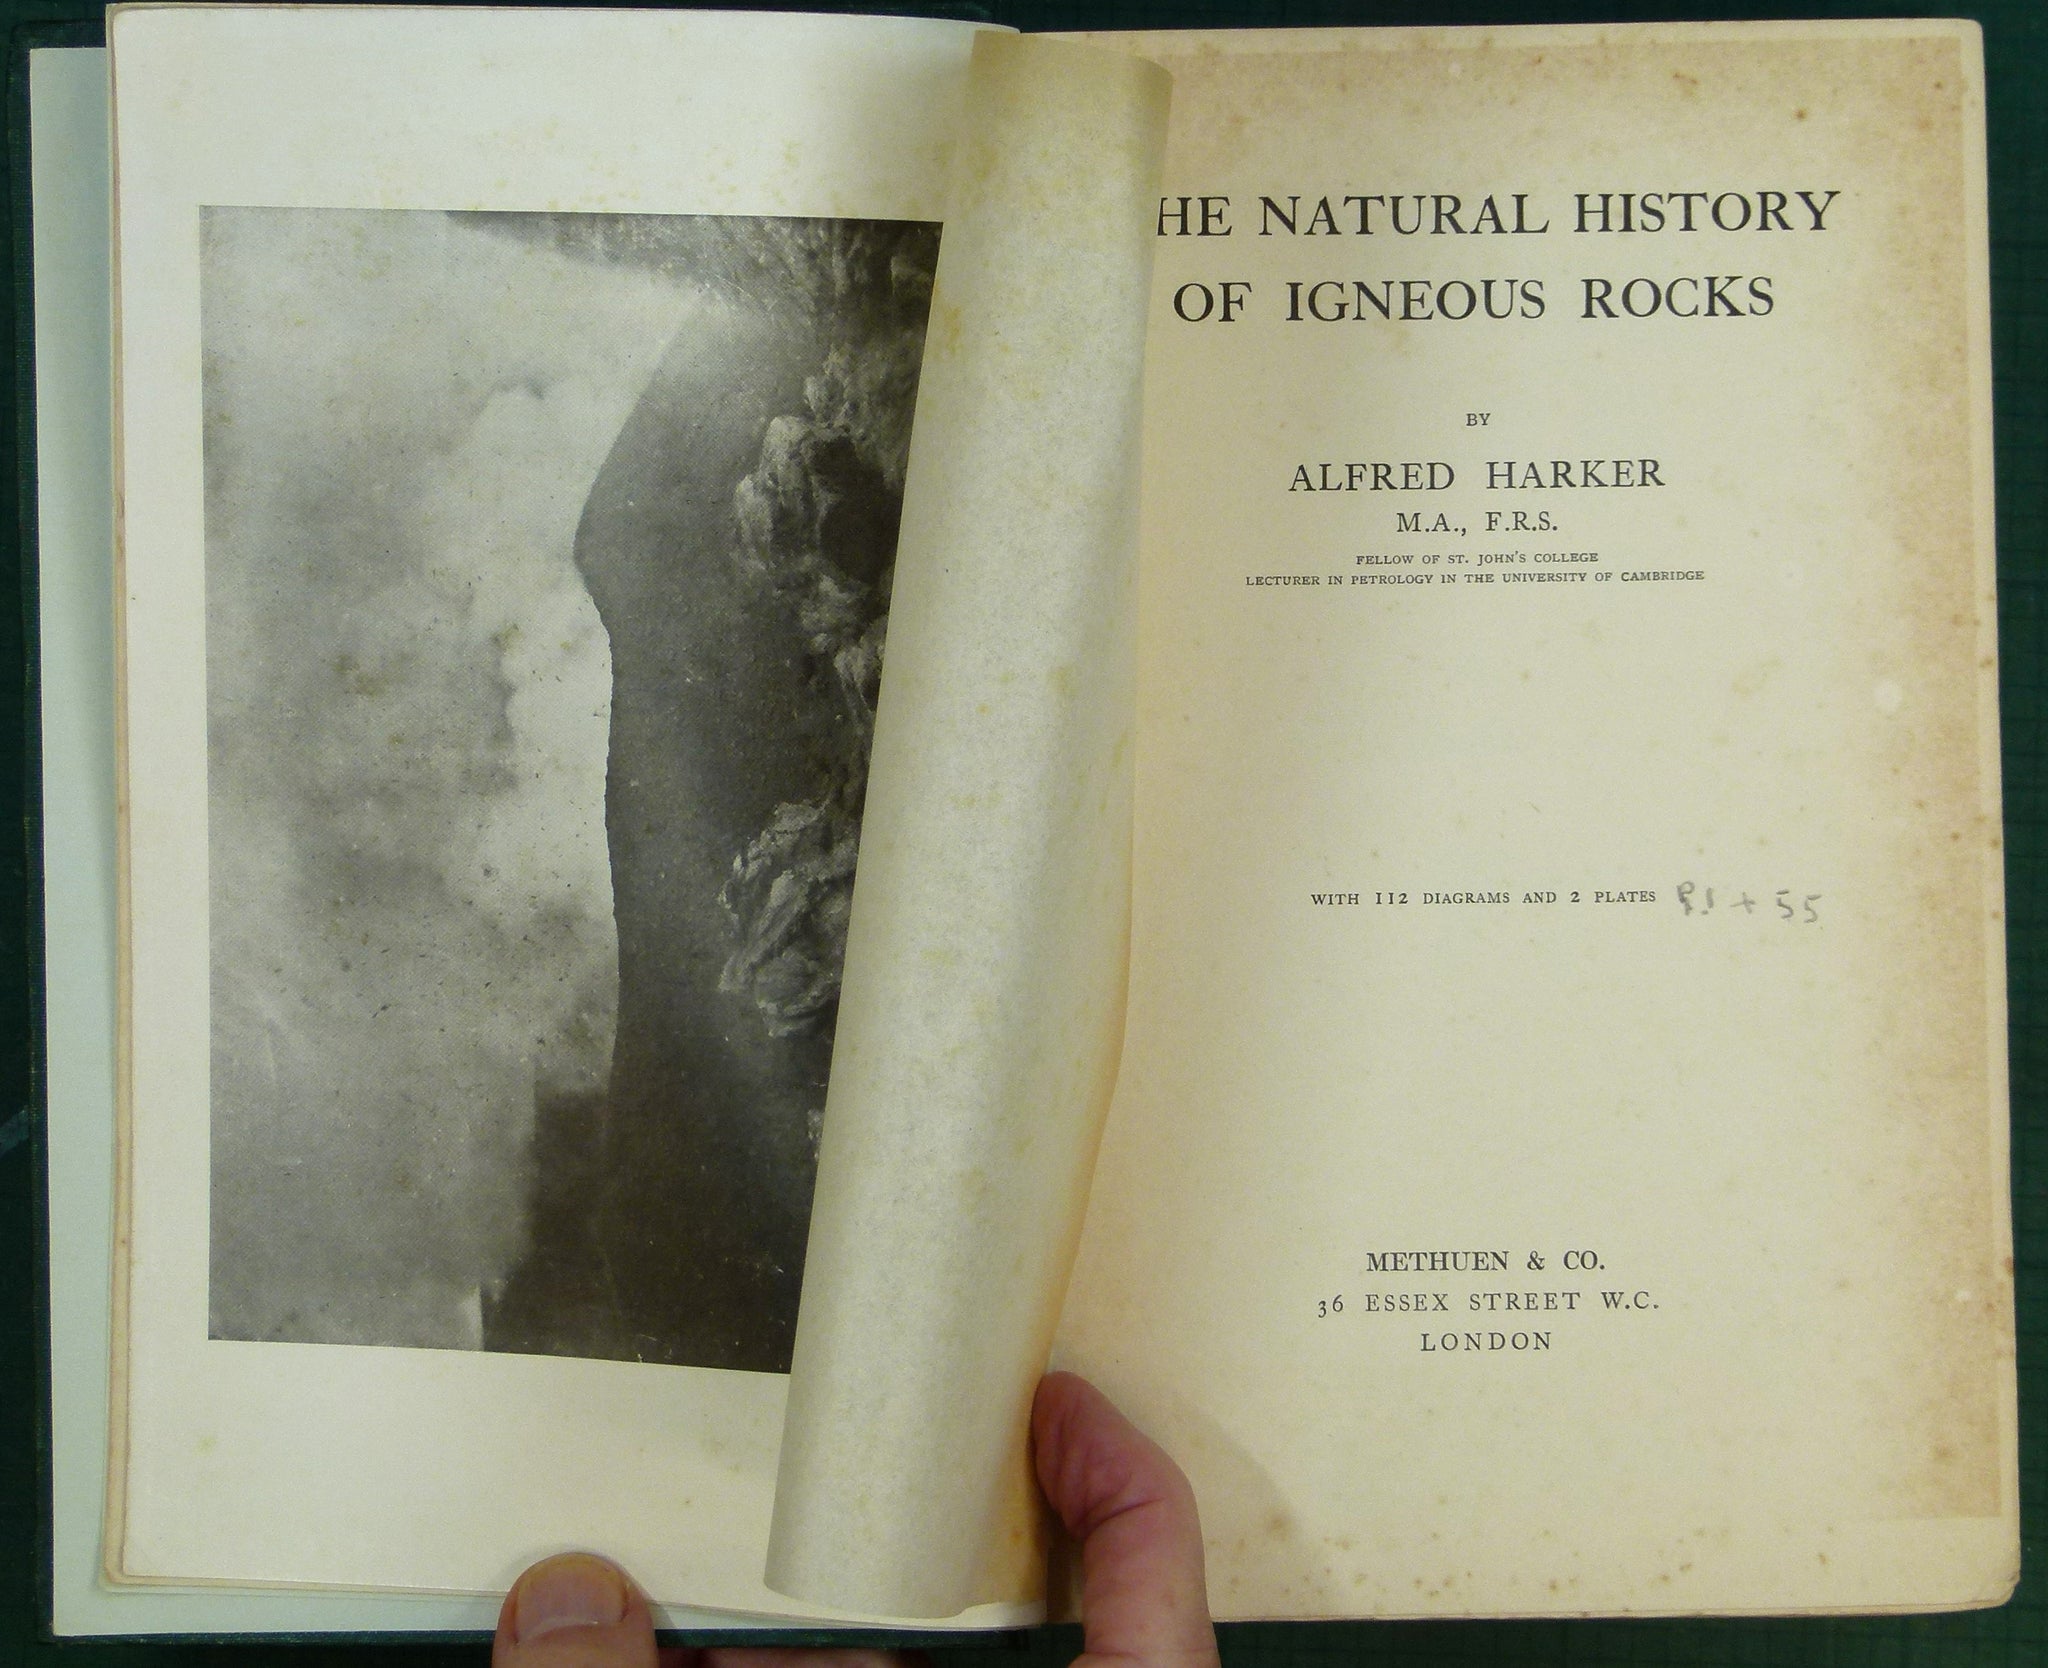 HE NATURAL HISTORY
OF IGNEOUS ROCKS
BY
ALFRED HARKER
M.A., F.R.S.
FELLOW OF ST. JOHN'S COLLEGE
LECTURER IN PETROLOGY IN THE UNIVERSITY OF CAMBRIDGE
WITH 112 DIAGRAMS AND 2 PLATES + 55
METHUEN & CO.
36 ESSEX STREET W.C.
LONDON